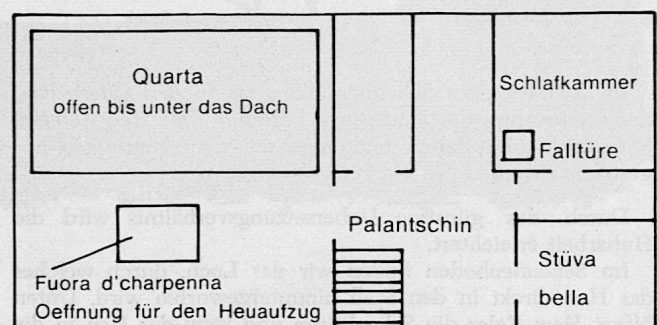 Quarta
offen bis unter das Dach
Schlafkammer
Falltüre
Palantschin
Stüva
bella
Fuora d'charpenna
Oeffnung für den Heuaufzug